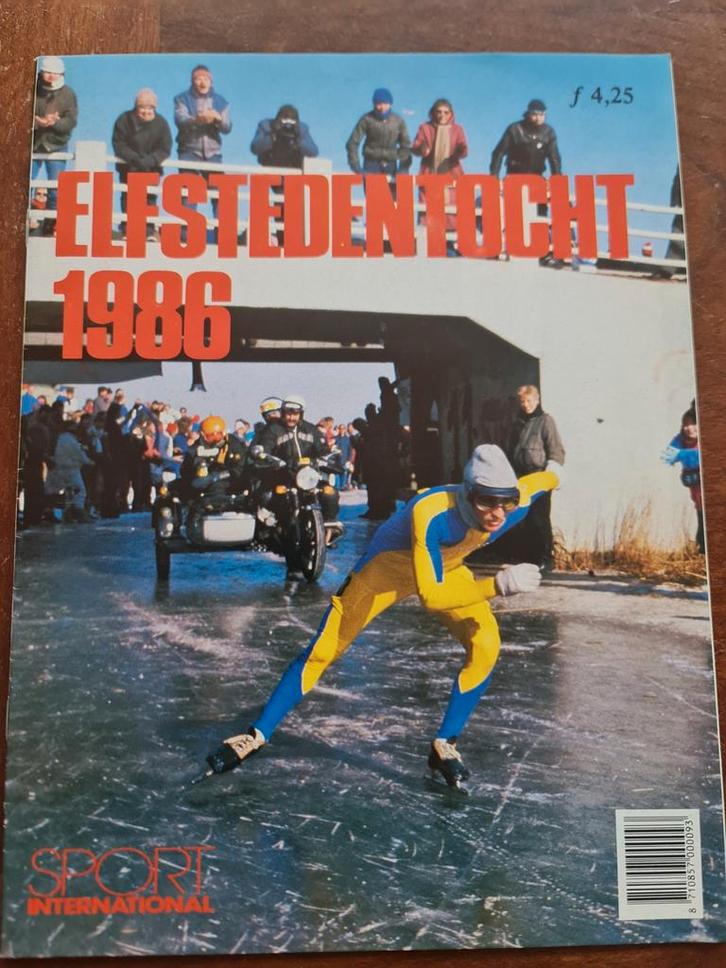 ƒ 4,25
ELFSTEDENTOCHT
1986
SPORT
INTERNATIONAL
8 710857 000093